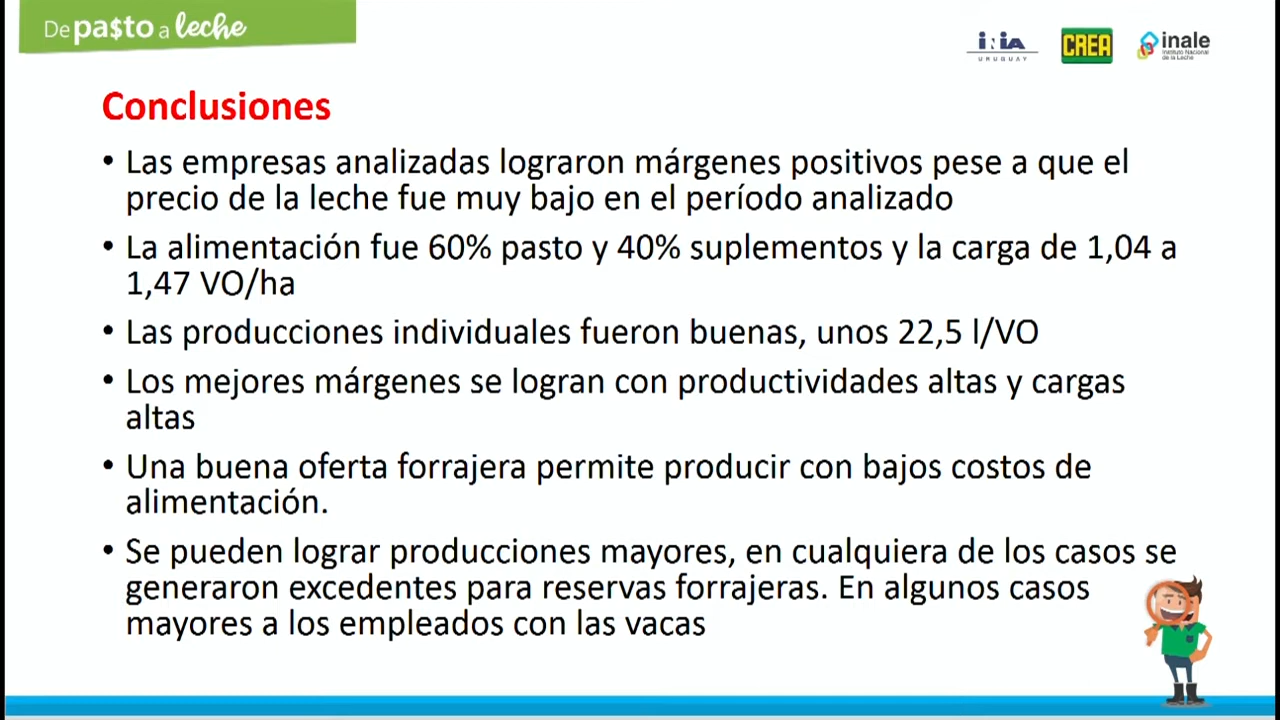 De pa$to a leche
INIA
URUGUAY
CREA
inale
Instituto Nacional
de la Leche
Conclusiones
• Las empresas analizadas lograron márgenes positivos pese a que el
precio de la leche fue muy bajo en el período analizado
• La alimentación fue 60% pasto y 40% suplementos y la carga de 1,04 a
1,47 VO/ha
• Las producciones individuales fueron buenas, unos 22,5 l/VO
• Los mejores márgenes se logran con productividades altas y cargas
altas
• Una buena oferta forrajera permite producir con bajos costos de
alimentación.
• Se pueden lograr producciones mayores, en cualquiera de los casos se
generaron excedentes para reservas forrajeras. En algunos casos
mayores a los empleados con las vacas